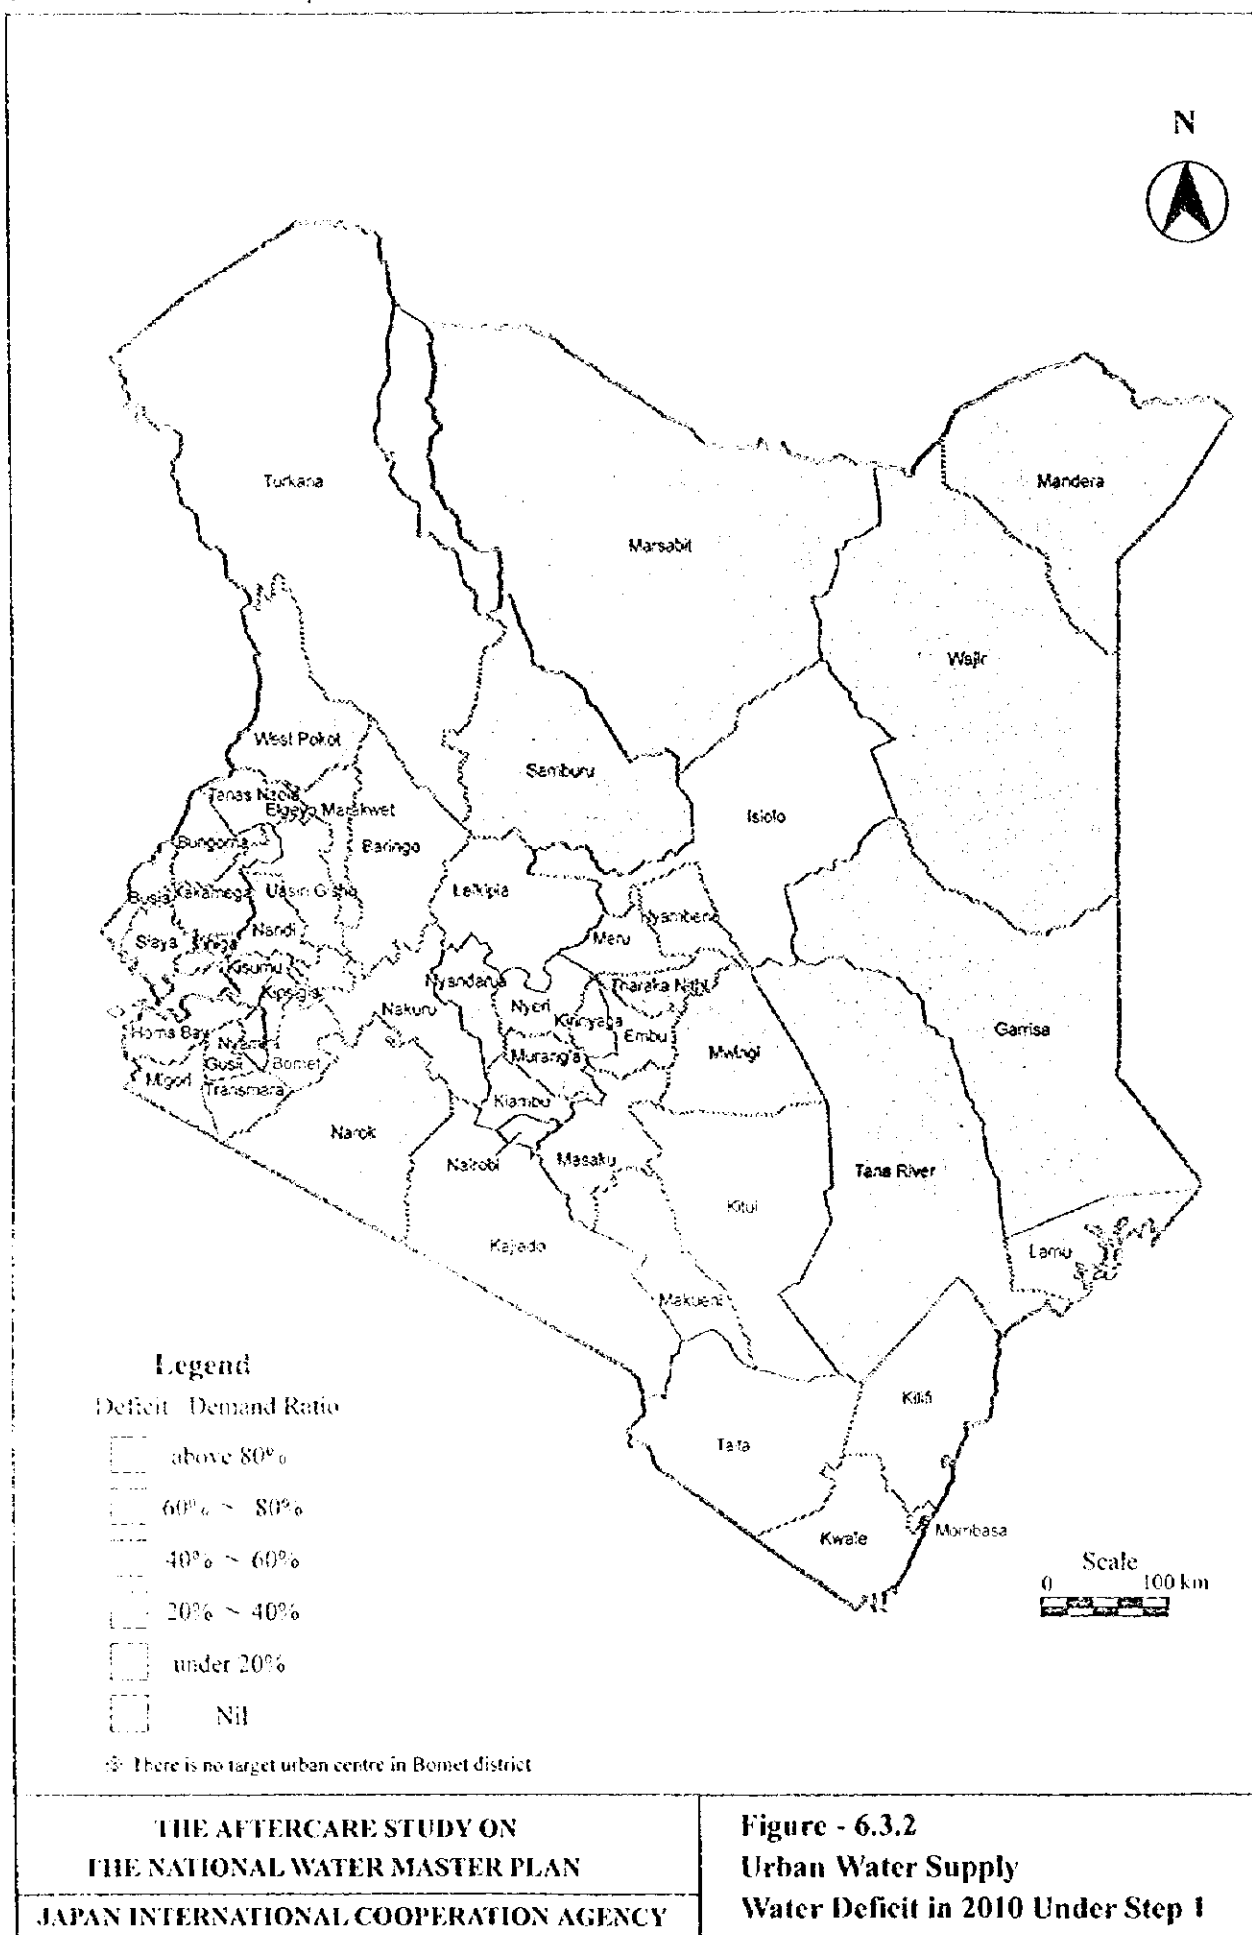 N
Turkana
Mandera
Marsabit
Wajir
West Pokot
Samburu
Tanas Nzoia
Elgeyo Marakwet
Isiolo
Bungoma
Baringo
Busia
Kakamega
Uasin Gishu
Laikipia
Nyambene
Siaya
Nandi
Meru
Kisumu
Nyandarua
Tharaka Nithi
Kipsigis
Nakuru
Nyeri
Kirinyaga
Garrisa
Homa Bay
Embu
Mwingi
Murang'a
Gusii
Bomet
Migori
Transmara
Kiambu
Narok
Nairobi
Masaku
Tana River
Kitui
Kajiado
Lamu
Makueni
Legend
Deficit Demand Ratio
above 80%
60% ~ 80%
40% ~ 60%
20% ~ 40%
under 20%
Nil
Kilifi
Taita
Kwale
Mombasa
Scale
0 100 km
※ There is no target urban centre in Bomet district
THE AFTERCARE STUDY ON
THE NATIONAL WATER MASTER PLAN
JAPAN INTERNATIONAL COOPERATION AGENCY
Figure - 6.3.2
Urban Water Supply
Water Deficit in 2010 Under Step 1